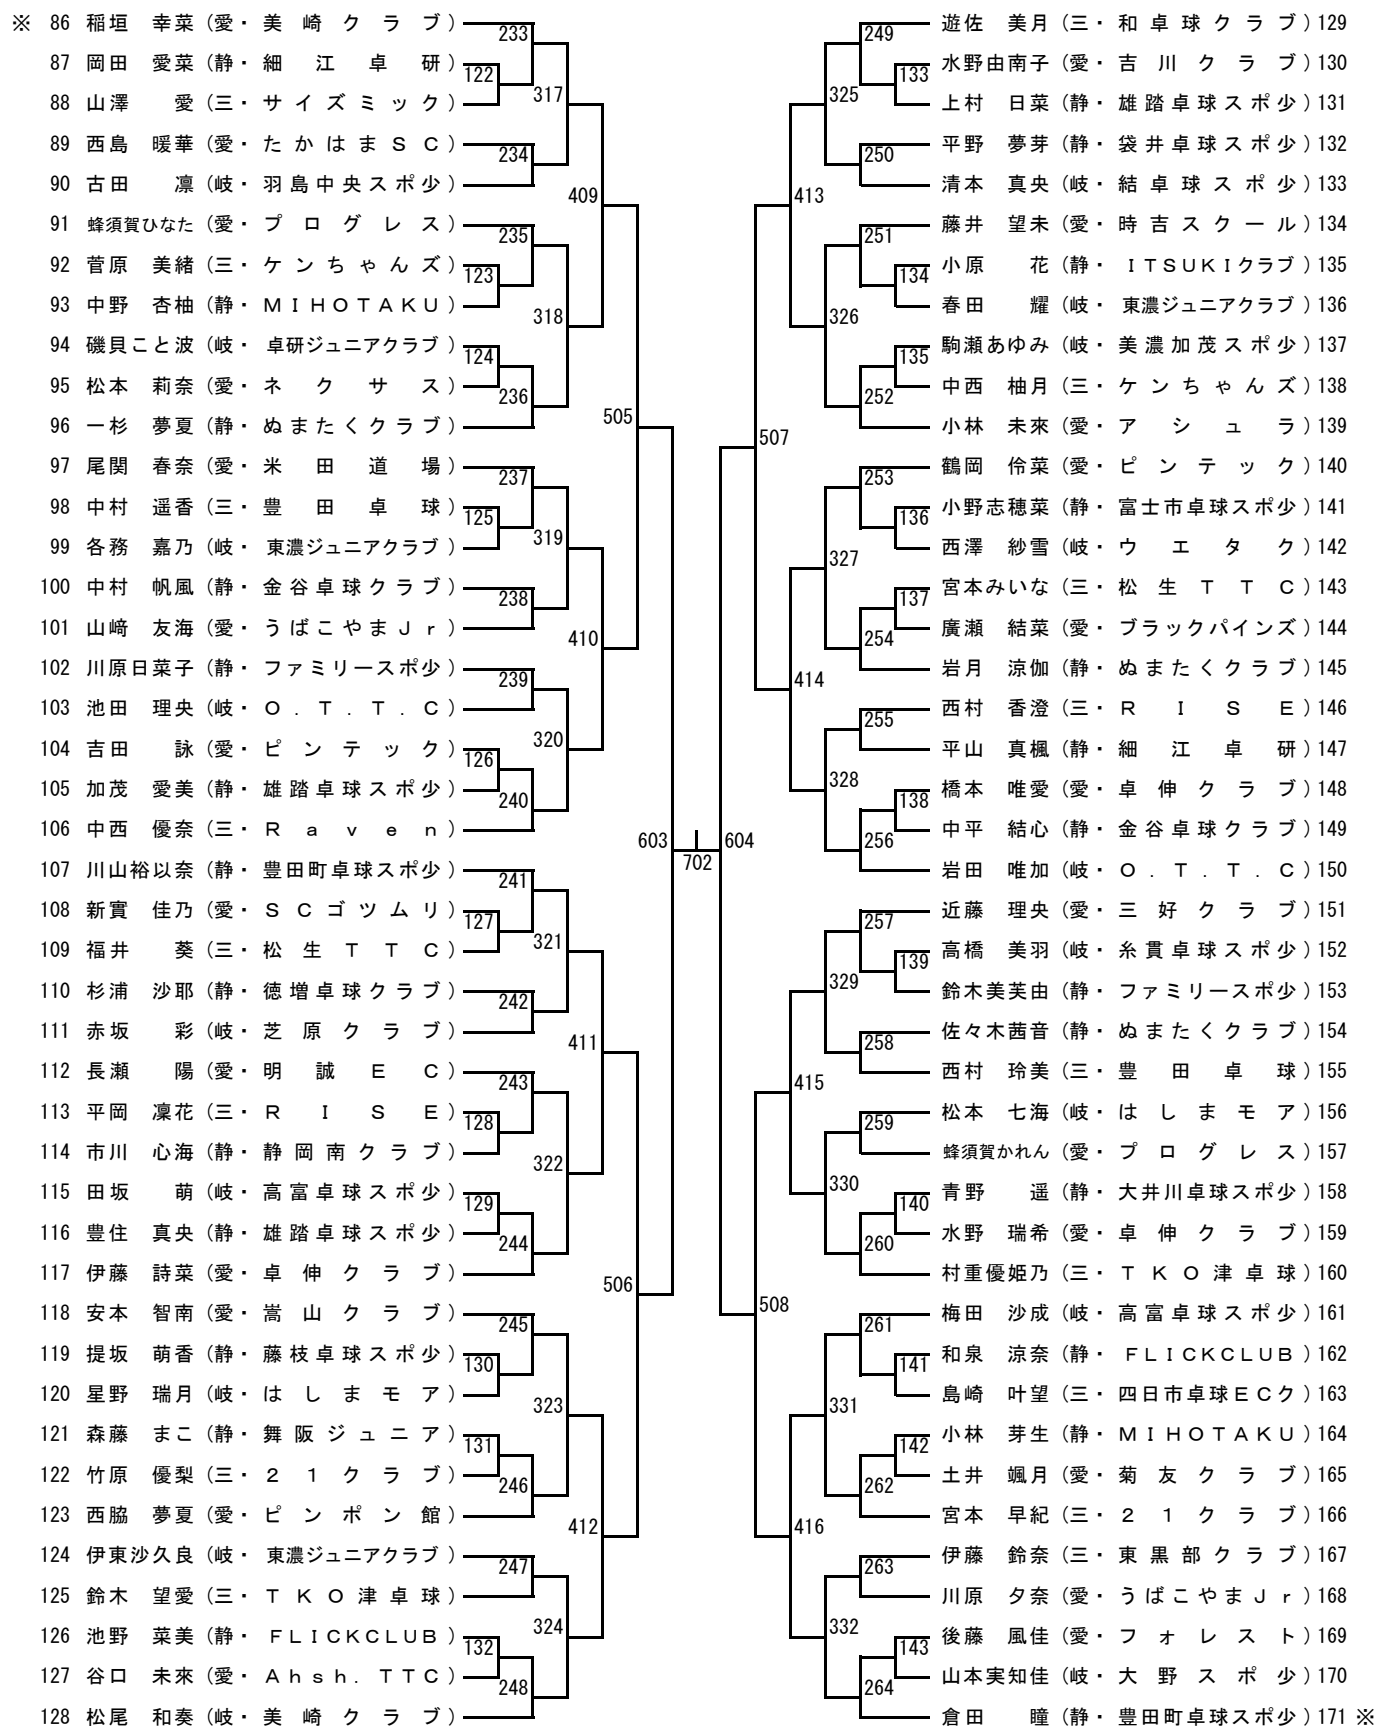 ※ 86 稲垣 幸菜 (愛・美崎クラブ)
87 岡田 愛菜 (静・細江卓研)
88 山澤 愛 (三・サイズミック)
89 西島 暖華 (愛・たかはまSC)
90 古田 凛 (岐・羽島中央スポ少)
91 蜂須賀ひなた (愛・プログレス)
92 菅原 美緒 (三・ケンちゃんズ)
93 中野 杏柚 (静・MIHOTAKU)
94 磯貝こと波 (岐・卓研ジュニアクラブ)
95 松本 莉奈 (愛・ネクサス)
96 一杉 夢夏 (静・ぬまたくクラブ)
97 尾関 春奈 (愛・米田道場)
98 中村 遥香 (三・豊田卓球)
99 各務 嘉乃 (岐・東濃ジュニアクラブ)
100 中村 帆風 (静・金谷卓球クラブ)
101 山﨑 友海 (愛・うばこやまJr)
102 川原日菜子 (静・ファミリースポ少)
103 池田 理央 (岐・O.T.T.C)
104 吉田 詠 (愛・ピンテック)
105 加茂 愛美 (静・雄踏卓球スポ少)
106 中西 優奈 (三・Raven)
107 川山裕以奈 (静・豊田町卓球スポ少)
108 新實 佳乃 (愛・SCゴツムリ)
109 福井 葵 (三・松生TTC)
110 杉浦 沙耶 (静・徳増卓球クラブ)
111 赤坂 彩 (岐・芝原クラブ)
112 長瀬 陽 (愛・明誠EC)
113 平岡 凜花 (三・RISE)
114 市川 心海 (静・静岡南クラブ)
115 田坂 萌 (岐・高富卓球スポ少)
116 豊住 真央 (静・雄踏卓球スポ少)
117 伊藤 詩菜 (愛・卓伸クラブ)
118 安本 智南 (愛・嵩山クラブ)
119 提坂 萌香 (静・藤枝卓球スポ少)
120 星野 瑞月 (岐・はしまモア)
121 森藤 まこ (静・舞阪ジュニア)
122 竹原 優梨 (三・21クラブ)
123 西脇 夢夏 (愛・ピンポン館)
124 伊東沙久良 (岐・東濃ジュニアクラブ)
125 鈴木 望愛 (三・TKO津卓球)
126 池野 菜美 (静・FLICKCLUB)
127 谷口 未來 (愛・Ahsh.TTC)
128 松尾 和奏 (岐・美崎クラブ)
233
122
317
234
409
235
123
318
124
236
505
237
125
319
238
410
239
320
126
240
603
241
127
321
242
411
243
128
322
129
244
506
245
130
323
131
246
412
247
324
132
248
702
604
249
133
325
250
413
251
134
326
135
252
507
253
136
327
137
254
414
255
328
138
256
257
139
329
258
415
259
330
140
260
508
261
141
331
142
262
416
263
332
143
264
遊佐 美月 (三・和卓球クラブ) 129
水野由南子 (愛・吉川クラブ) 130
上村 日菜 (静・雄踏卓球スポ少) 131
平野 夢芽 (静・袋井卓球スポ少) 132
清本 真央 (岐・結卓球スポ少) 133
藤井 望未 (愛・時吉スクール) 134
小原 花 (静・ITSUKIクラブ) 135
春田 耀 (岐・東濃ジュニアクラブ) 136
駒瀬あゆみ (岐・美濃加茂スポ少) 137
中西 柚月 (三・ケンちゃんズ) 138
小林 未來 (愛・アシュラ) 139
鶴岡 伶菜 (愛・ピンテック) 140
小野志穂菜 (静・富士市卓球スポ少) 141
西澤 紗雪 (岐・ウエタク) 142
宮本みいな (三・松生TTC) 143
廣瀬 結菜 (愛・ブラックパインズ) 144
岩月 涼伽 (静・ぬまたくクラブ) 145
西村 香澄 (三・RISE) 146
平山 真楓 (静・細江卓研) 147
橋本 唯愛 (愛・卓伸クラブ) 148
中平 結心 (静・金谷卓球クラブ) 149
岩田 唯加 (岐・O.T.T.C) 150
近藤 理央 (愛・三好クラブ) 151
高橋 美羽 (岐・糸貫卓球スポ少) 152
鈴木美芙由 (静・ファミリースポ少) 153
佐々木茜音 (静・ぬまたくクラブ) 154
西村 玲美 (三・豊田卓球) 155
松本 七海 (岐・はしまモア) 156
蜂須賀かれん (愛・プログレス) 157
青野 遥 (静・大井川卓球スポ少) 158
水野 瑞希 (愛・卓伸クラブ) 159
村重優姫乃 (三・TKO津卓球) 160
梅田 沙成 (岐・高富卓球スポ少) 161
和泉 涼奈 (静・FLICKCLUB) 162
島崎 叶望 (三・四日市卓球ECク) 163
小林 芽生 (静・MIHOTAKU) 164
土井 颯月 (愛・菊友クラブ) 165
宮本 早紀 (三・21クラブ) 166
伊藤 鈴奈 (三・東黒部クラブ) 167
川原 夕奈 (愛・うばこやまJr) 168
後藤 風佳 (愛・フォレスト) 169
山本実知佳 (岐・大野スポ少) 170
倉田 瞳 (静・豊田町卓球スポ少) 171 ※